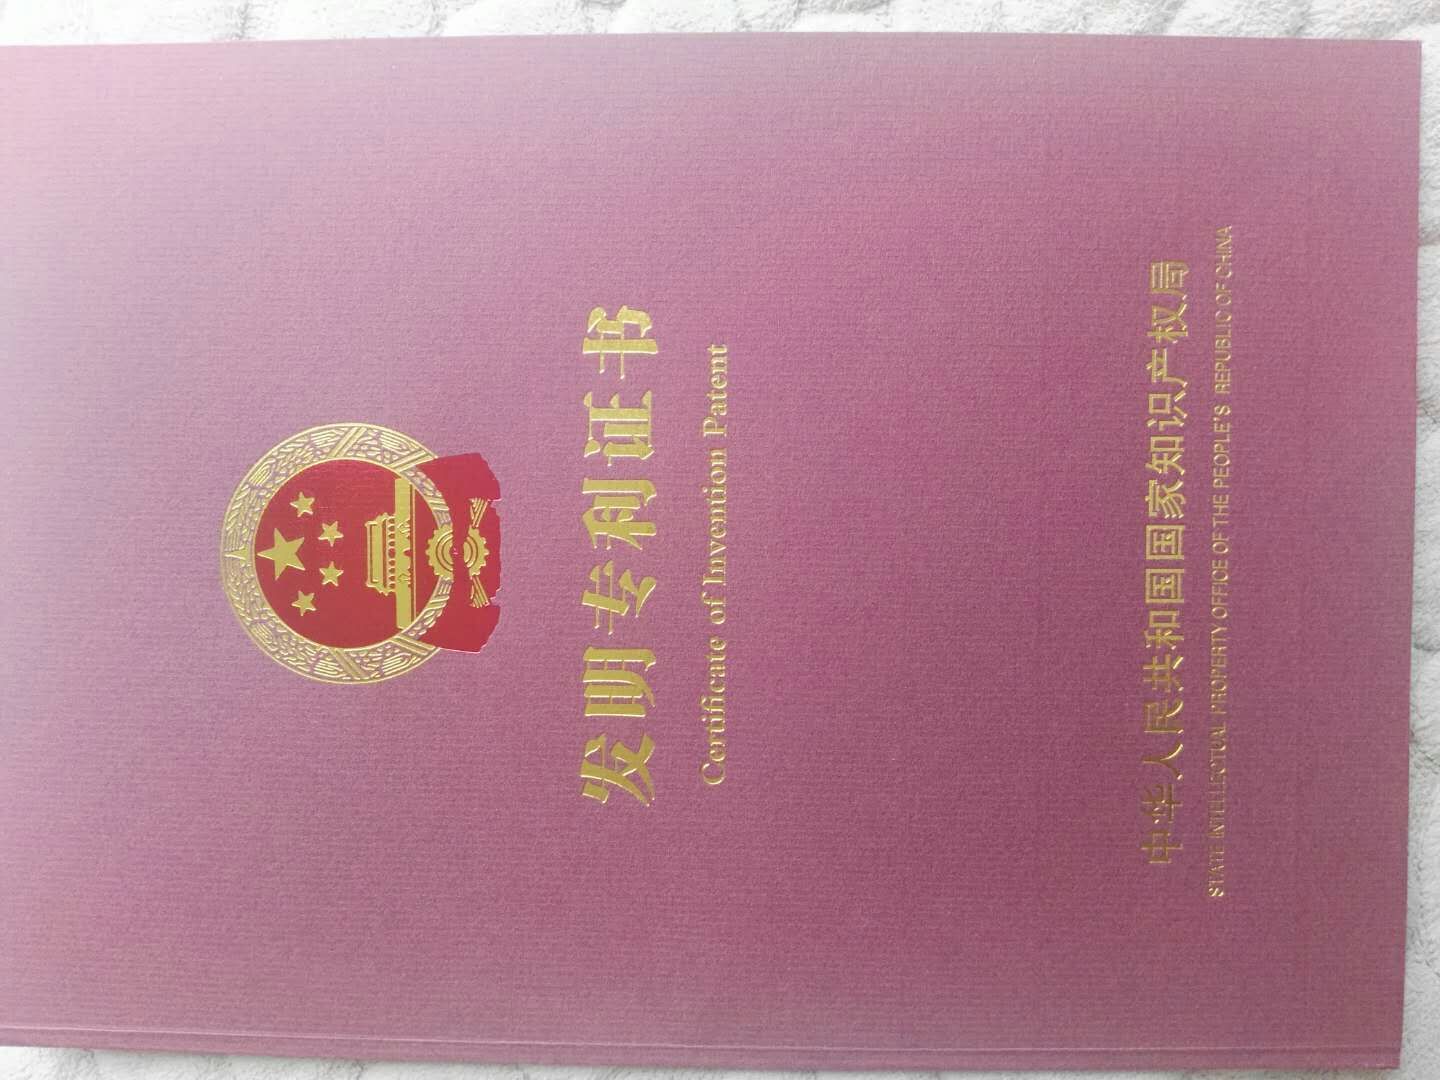 发明专利证书
Certificate of Invention Patent
中华人民共和国国家知识产权局
STATE INTELLECTUAL PROPERTY OFFICE OF THE PEOPLE'S REPUBLIC OF CHINA